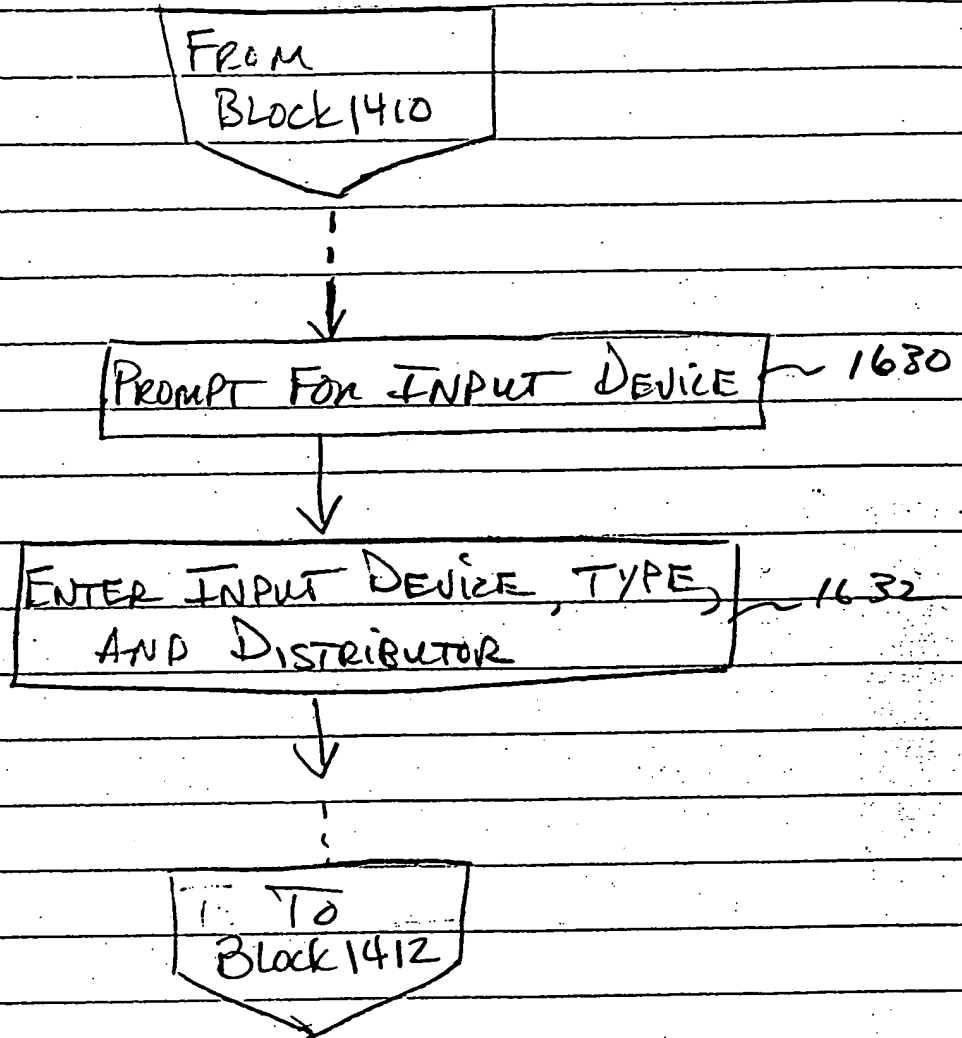 FROM
Block 1410
PROMPT FOR INPUT DEVICE
1630
ENTER INPUT DEVICE, TYPE,
AND DISTRIBUTOR
1632
TO
Block 1412